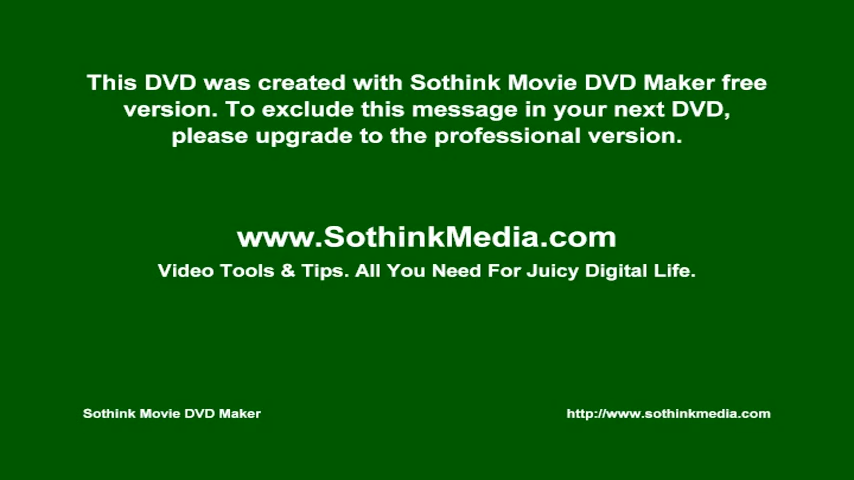 This DVD was created with Sothink Movie DVD Maker free
version. To exclude this message in your next DVD,
please upgrade to the professional version.
www.SothinkMedia.com
Video Tools & Tips. All You Need For Juicy Digital Life.
Sothink Movie DVD Maker
http://www.sothinkmedia.com